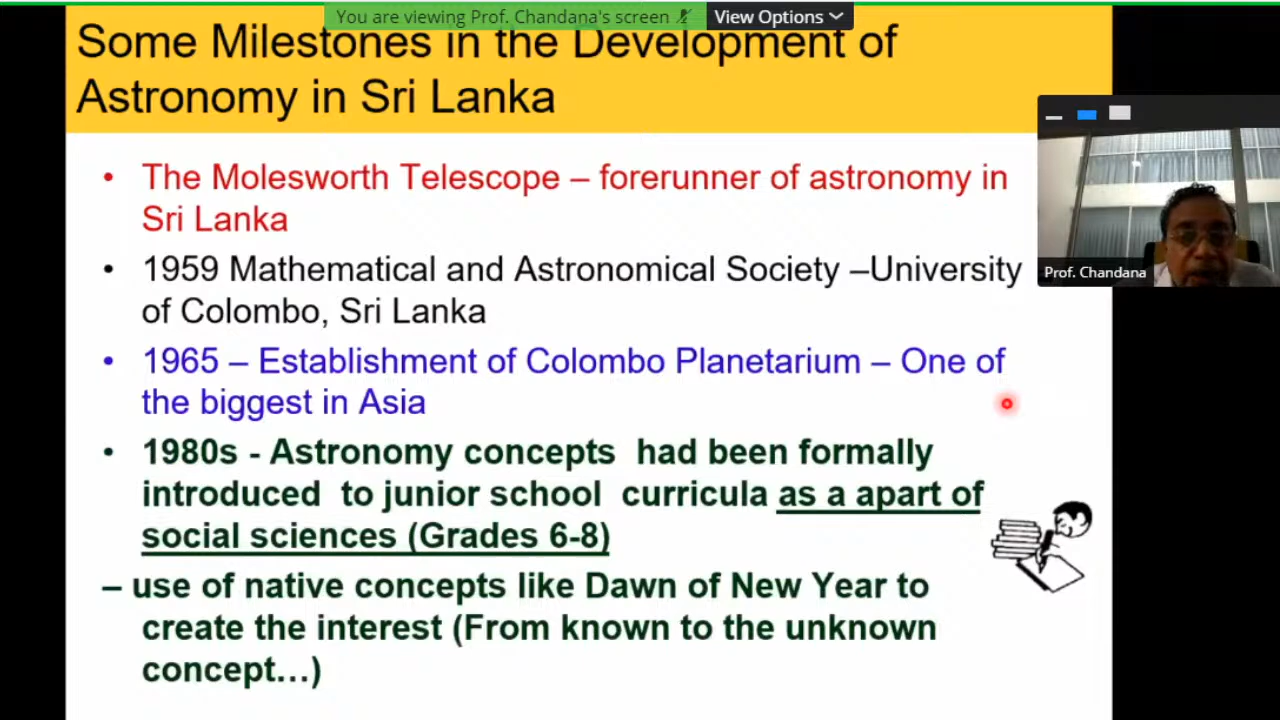 You are viewing Prof. Chandana's screen
View Options
Some Milestones in the Development of
Astronomy in Sri Lanka
• The Molesworth Telescope – forerunner of astronomy in
Sri Lanka
• 1959 Mathematical and Astronomical Society –University
of Colombo, Sri Lanka
Prof. Chandana
• 1965 – Establishment of Colombo Planetarium – One of
the biggest in Asia
• 1980s - Astronomy concepts had been formally
introduced to junior school curricula as a apart of
social sciences (Grades 6-8)
– use of native concepts like Dawn of New Year to
create the interest (From known to the unknown
concept...)